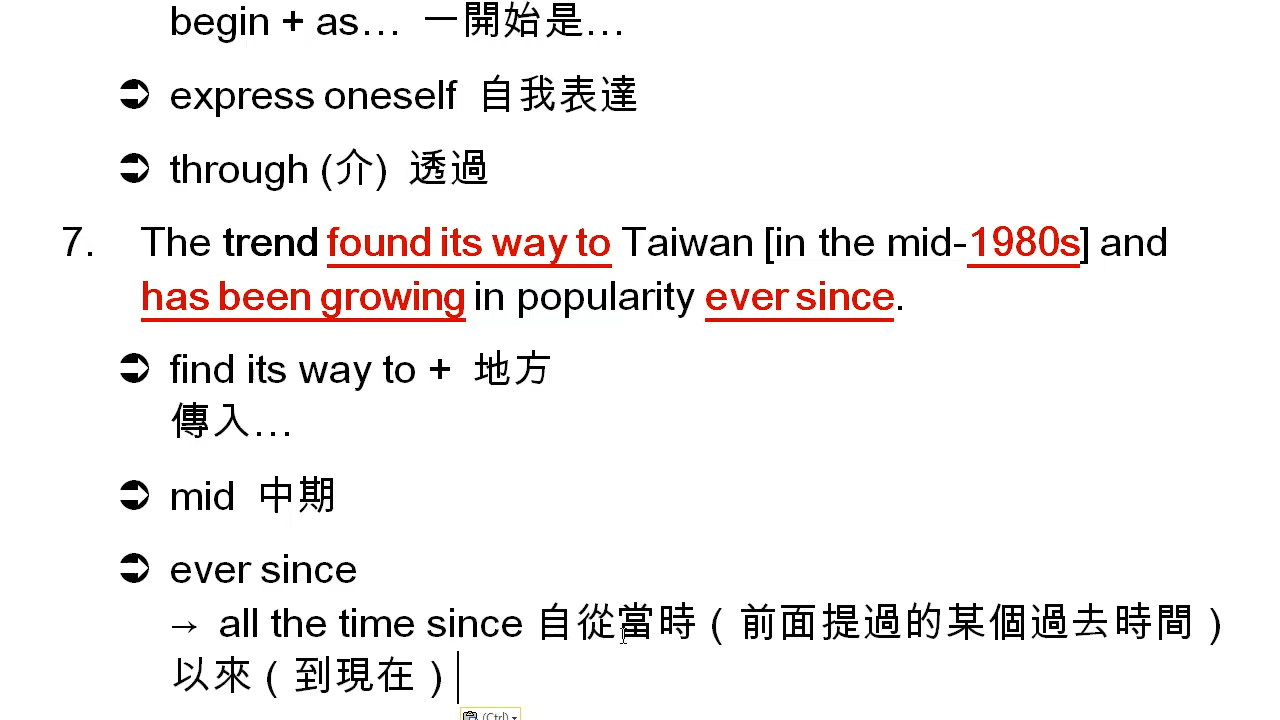 begin + as… 一開始是…
➲ express oneself 自我表達
➲ through (介) 透過
7. The trend found its way to Taiwan [in the mid-1980s] and
has been growing in popularity ever since.
➲ find its way to + 地方
傳入…
➲ mid 中期
➲ ever since
→ all the time since 自從當時（前面提過的某個過去時間）
以來（到現在）
(Ctrl)